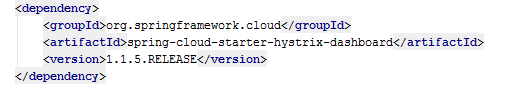 <dependency>
<groupId>org.springframework.cloud</groupId>
<artifactId>spring-cloud-starter-hystrix-dashboard</artifactId>
<version>1.1.5.RELEASE</version>
</dependency>